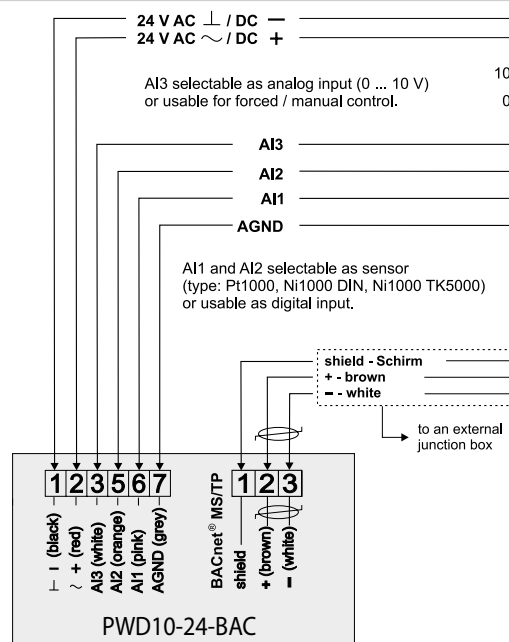 24 V AC ⊥ / DC −
24 V AC ∼ / DC +
AI3 selectable as analog input (0 ... 10 V)
or usable for forced / manual control.
10
0
AI3
AI2
AI1
AGND
AI1 and AI2 selectable as sensor
(type: Pt1000, Ni1000 DIN, Ni1000 TK5000)
or usable as digital input.
shield - Schirm
+ - brown
− - white
to an external
junction box
1 2 3 5 6 7
⊥ − (black)
∼ + (red)
AI3 (white)
AI2 (orange)
AI1 (pink)
AGND (grey)
BACnet® MS/TP
1 2 3
shield
+ (brown)
− (white)
PWD10-24-BAC